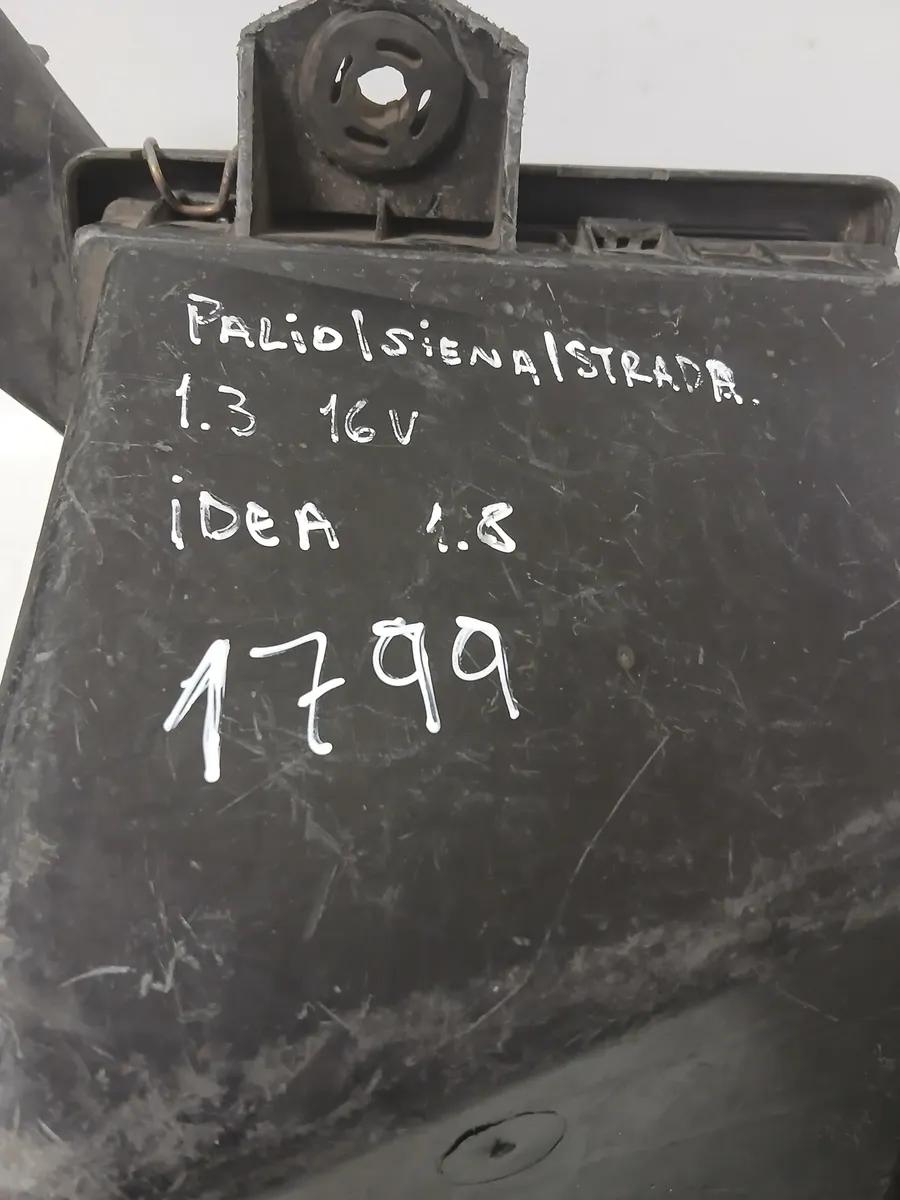 PALiO/SiENA/STRADA.
1.3 16V
iDEA 1.8
1799